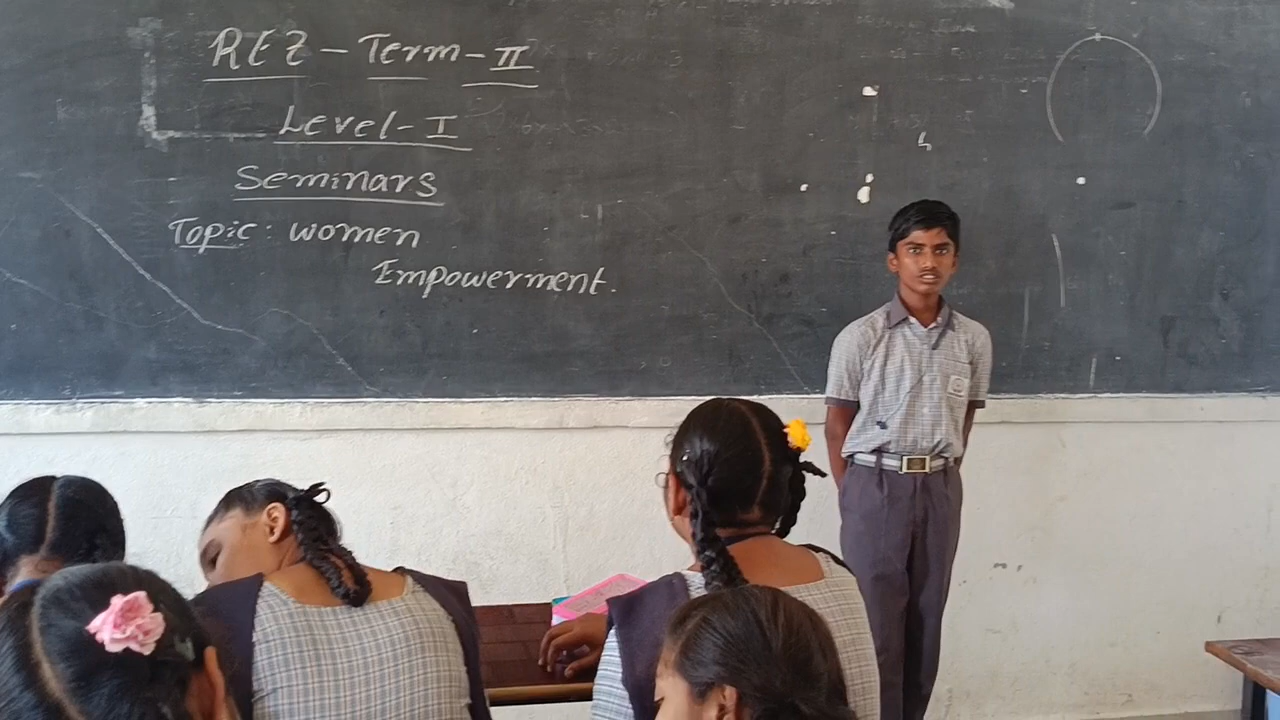 REZ - Term - II
Level - I
Seminars
Topic: women
Empowerment.